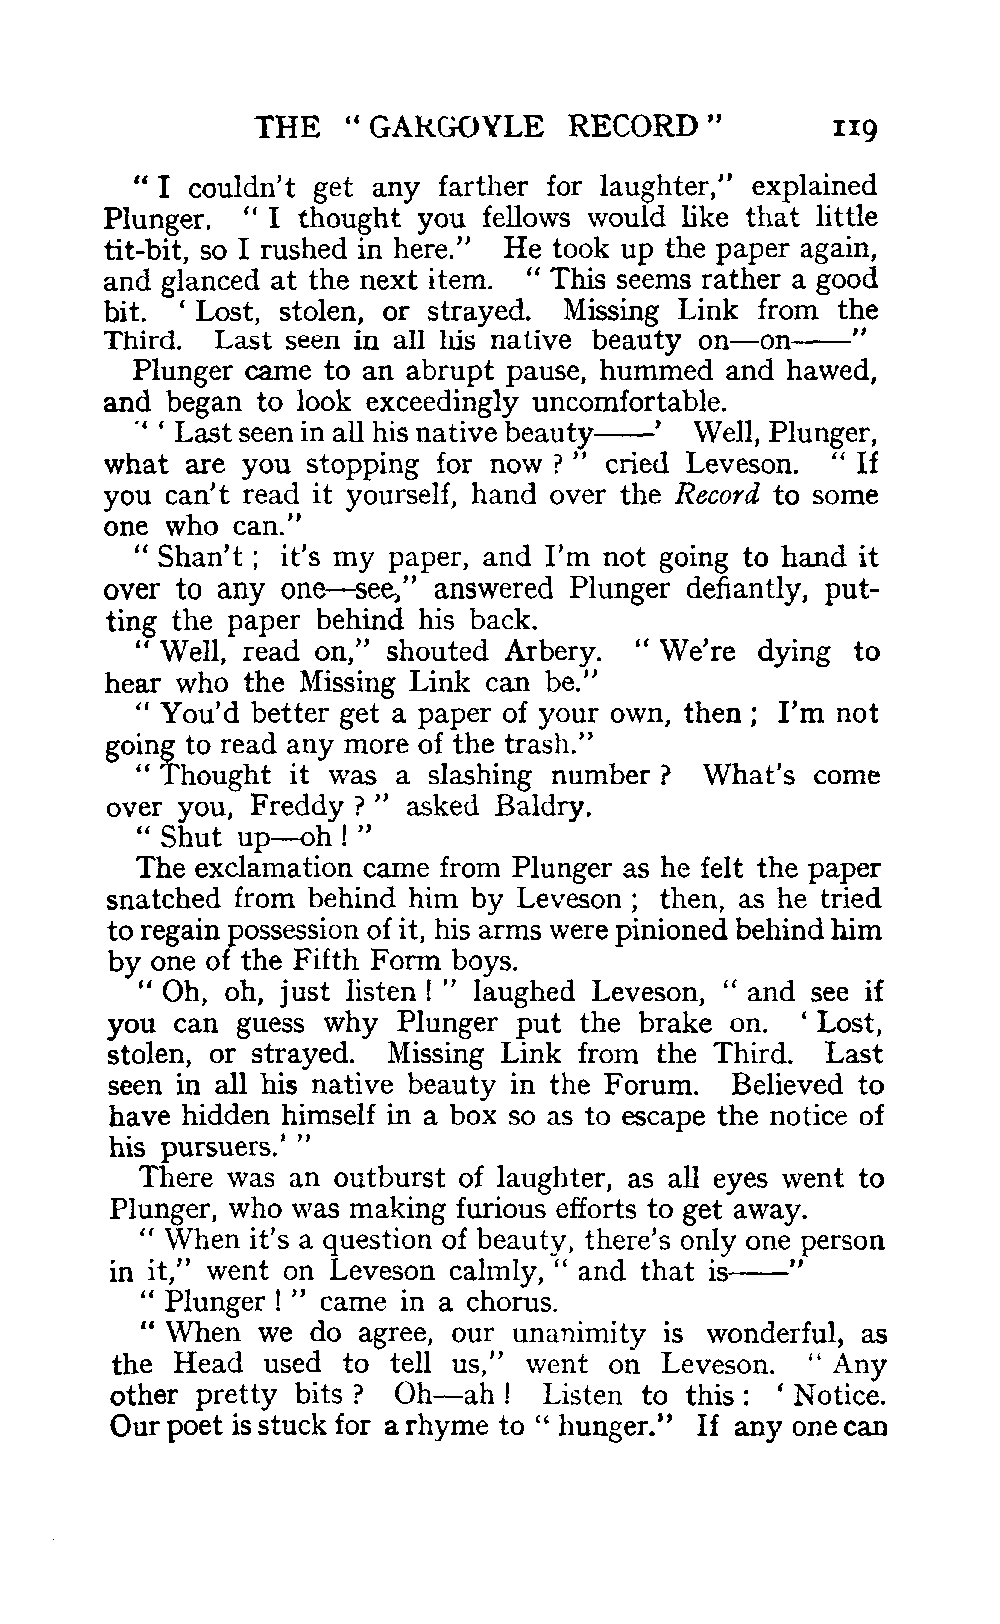 THE “ GARGOYLE RECORD ” 119
“ I couldn't get any farther for laughter,” explained
Plunger. “ I thought you fellows would like that little
tit-bit, so I rushed in here.” He took up the paper again,
and glanced at the next item. “ This seems rather a good
bit. ‘ Lost, stolen, or strayed. Missing Link from the
Third. Last seen in all his native beauty on—on——”
Plunger came to an abrupt pause, hummed and hawed,
and began to look exceedingly uncomfortable.
“ ‘ Last seen in all his native beauty——’ Well, Plunger,
what are you stopping for now ? ” cried Leveson. “ If
you can't read it yourself, hand over the Record to some
one who can.”
“ Shan't ; it's my paper, and I'm not going to hand it
over to any one—see,” answered Plunger defiantly, put-
ting the paper behind his back.
“ Well, read on,” shouted Arbery. “ We're dying to
hear who the Missing Link can be.”
“ You'd better get a paper of your own, then ; I'm not
going to read any more of the trash.”
“ Thought it was a slashing number ? What's come
over you, Freddy ? ” asked Baldry.
“ Shut up—oh ! ”
The exclamation came from Plunger as he felt the paper
snatched from behind him by Leveson ; then, as he tried
to regain possession of it, his arms were pinioned behind him
by one of the Fifth Form boys.
“ Oh, oh, just listen ! ” laughed Leveson, “ and see if
you can guess why Plunger put the brake on. ‘ Lost,
stolen, or strayed. Missing Link from the Third. Last
seen in all his native beauty in the Forum. Believed to
have hidden himself in a box so as to escape the notice of
his pursuers.’ ”
There was an outburst of laughter, as all eyes went to
Plunger, who was making furious efforts to get away.
“ When it's a question of beauty, there's only one person
in it,” went on Leveson calmly, “ and that is——”
“ Plunger ! ” came in a chorus.
“ When we do agree, our unanimity is wonderful, as
the Head used to tell us,” went on Leveson. “ Any
other pretty bits ? Oh—ah ! Listen to this : ‘ Notice.
Our poet is stuck for a rhyme to “ hunger.” If any one can